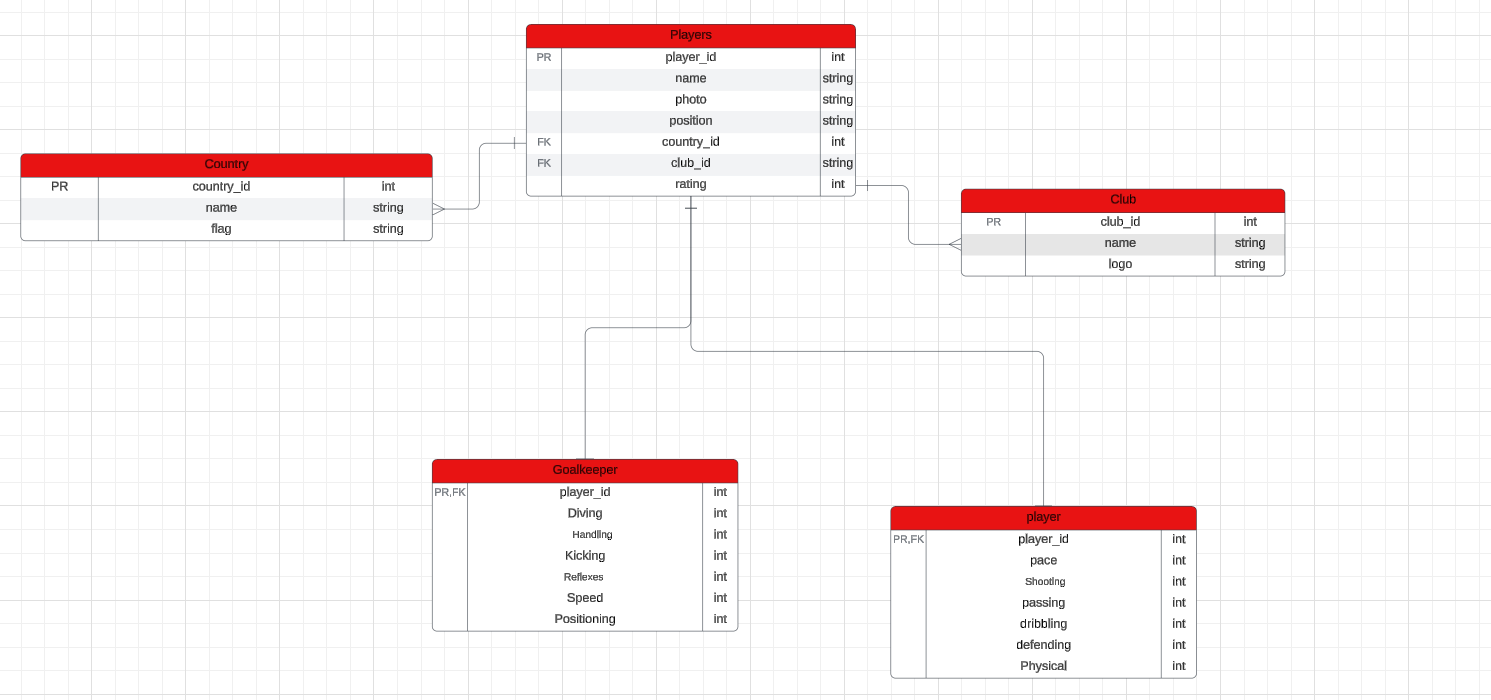 Players
PR player_id int
name string
photo string
position string
FK country_id int
FK club_id string
rating int
Country
PR country_id int
name string
flag string
Club
PR club_id int
name string
logo string
Goalkeeper
PR,FK player_id int
Diving int
Handling int
Kicking int
Reflexes int
Speed int
Positioning int
player
PR,FK player_id int
pace int
Shooting int
passing int
dribbling int
defending int
Physical int